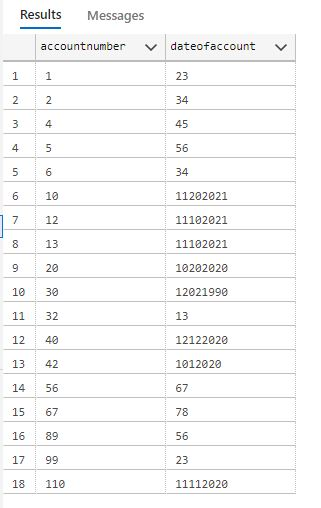 Results Messages
accountnumber dateofaccount
1 1 23
2 2 34
3 4 45
4 5 56
5 6 34
6 10 11202021
7 12 11102021
8 13 11102021
9 20 10202020
10 30 12021990
11 32 13
12 40 12122020
13 42 1012020
14 56 67
15 67 78
16 89 56
17 99 23
18 110 11112020